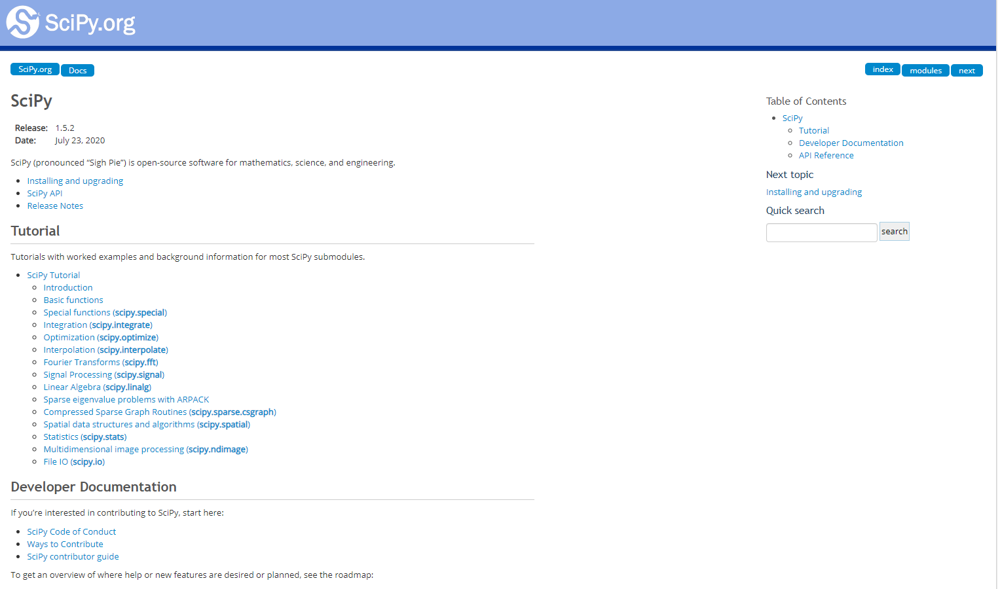 SciPy.org
SciPy.org Docs
index modules next
SciPy
Release: 1.5.2
Date: July 23, 2020
SciPy (pronounced “Sigh Pie”) is open-source software for mathematics, science, and engineering.
Installing and upgrading
SciPy API
Release Notes
Tutorial
Tutorials with worked examples and background information for most SciPy submodules.
SciPy Tutorial
Introduction
Basic functions
Special functions (scipy.special)
Integration (scipy.integrate)
Optimization (scipy.optimize)
Interpolation (scipy.interpolate)
Fourier Transforms (scipy.fft)
Signal Processing (scipy.signal)
Linear Algebra (scipy.linalg)
Sparse eigenvalue problems with ARPACK
Compressed Sparse Graph Routines (scipy.sparse.csgraph)
Spatial data structures and algorithms (scipy.spatial)
Statistics (scipy.stats)
Multidimensional image processing (scipy.ndimage)
File IO (scipy.io)
Developer Documentation
If you’re interested in contributing to SciPy, start here:
SciPy Code of Conduct
Ways to Contribute
SciPy contributor guide
To get an overview of where help or new features are desired or planned, see the roadmap:
Table of Contents
SciPy
Tutorial
Developer Documentation
API Reference
Next topic
Installing and upgrading
Quick search
search